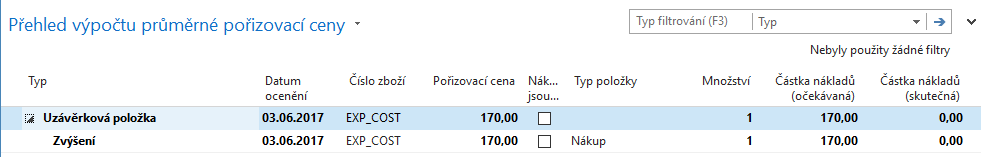 Přehled výpočtu průměrné pořizovací ceny
Typ filtrování (F3) Typ
Nebyly použity žádné filtry
Typ Datum ocenění Číslo zboží Pořizovací cena Nák... jsou... Typ položky Množství Částka nákladů (očekávaná) Částka nákladů (skutečná)
Uzávěrková položka 03.06.2017 EXP_COST 170,00 1 170,00 0,00
Zvýšení 03.06.2017 EXP_COST 170,00 Nákup 1 170,00 0,00